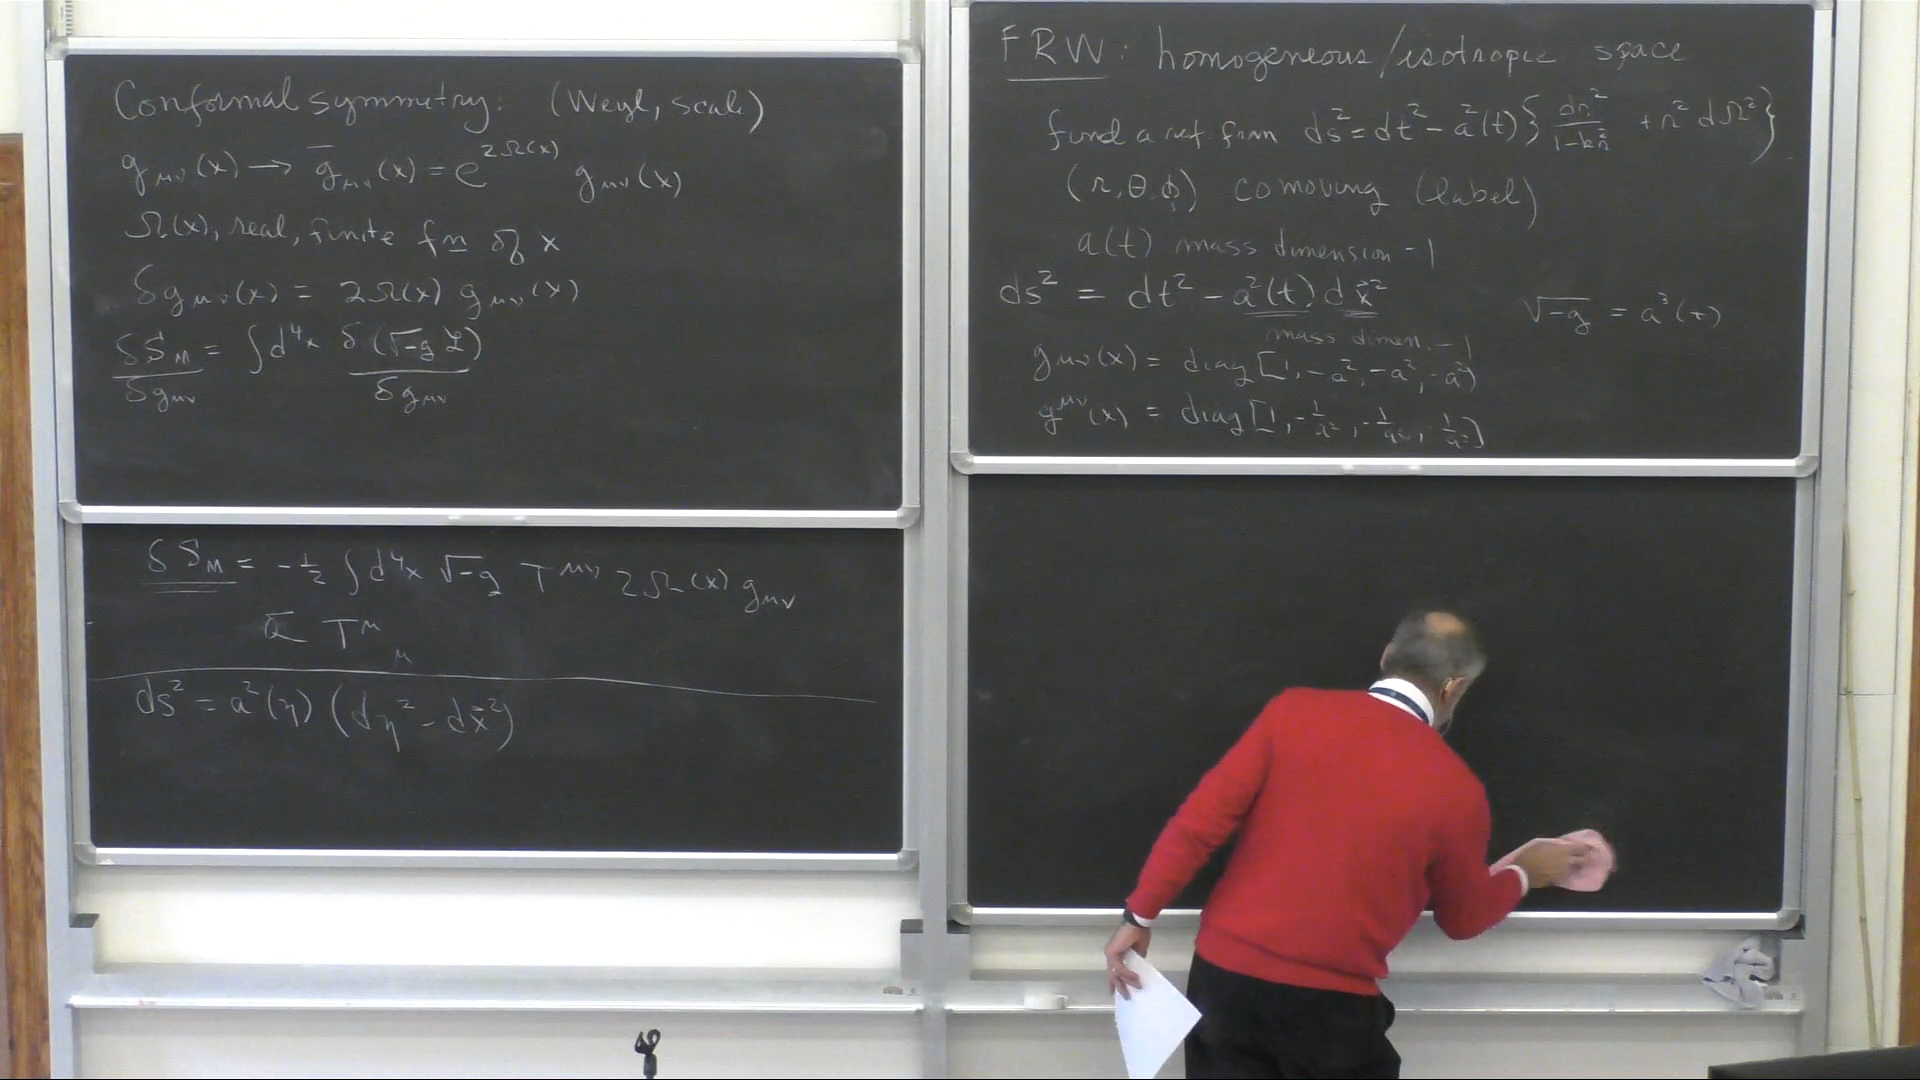 Conformal symmetry: (Weyl, scale)
g_μν(x) → ḡ_μν(x) = e^{2Ω(x)} g_μν(x)
Ω(x), real, finite fn of x
δg_μν(x) = 2Ω(x) g_μν(x)
δS_M/δg_μν = ∫d⁴x δ(√-g ℒ)/δg_μν
δS_M = -½ ∫d⁴x √-g T^μν 2Ω(x) g_μν
α T^μ_μ
ds² = a²(η) (dη² - dx⃗²)
FRW: homogeneous/isotropic space
find a ref. fram ds² = dt² - a²(t) { dr²/(1-kr²) + r² dΩ² }
(r, θ, φ) comoving (label)
a(t) mass dimension -1
ds² = dt² - a²(t) dx⃗²
√-g = a³(t)
mass dimen. -1
g_μν(x) = diag [1, -a², -a², -a²)
g^μν(x) = diag [1, -1/a², -1/a², -1/a²]